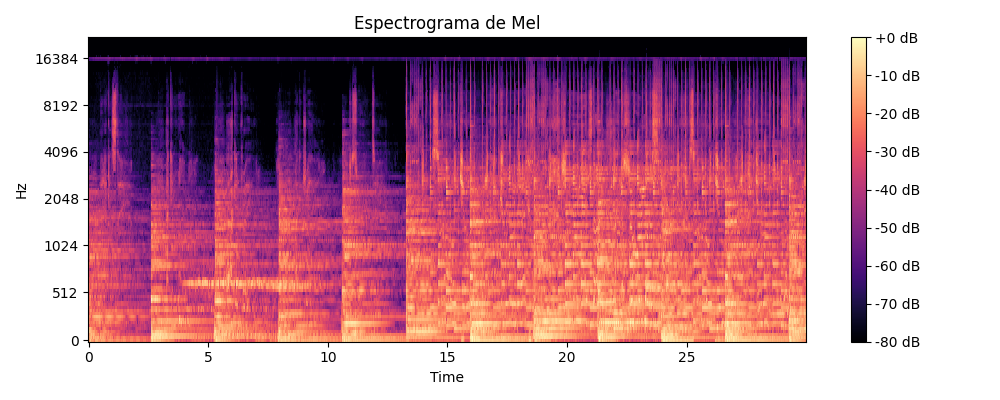 Espectrograma de Mel
Hz
16384
8192
4096
2048
1024
512
0
0 5 10 15 20 25
Time
+0 dB
-10 dB
-20 dB
-30 dB
-40 dB
-50 dB
-60 dB
-70 dB
-80 dB